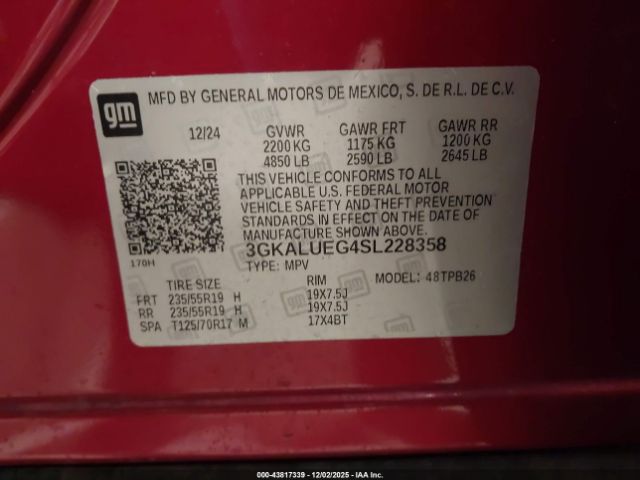 gm
MFD BY GENERAL MOTORS DE MEXICO, S. DE R.L. DE C.V.
12/24 GVWR GAWR FRT GAWR RR
2200 KG 1175 KG 1200 KG
4850 LB 2590 LB 2645 LB
THIS VEHICLE CONFORMS TO ALL
APPLICABLE U.S. FEDERAL MOTOR
VEHICLE SAFETY AND THEFT PREVENTION
STANDARDS IN EFFECT ON THE DATE OF
MANUFACTURE SHOWN ABOVE.
3GKALUEG4SL228358
170H
TYPE: MPV MODEL: 48TPB26
TIRE SIZE RIM
FRT 235/55R19 H 19X7.5J
RR 235/55R19 H 19X7.5J
SPA T125/70R17 M 17X4BT
000-43817339 - 12/02/2025 - IAA Inc.